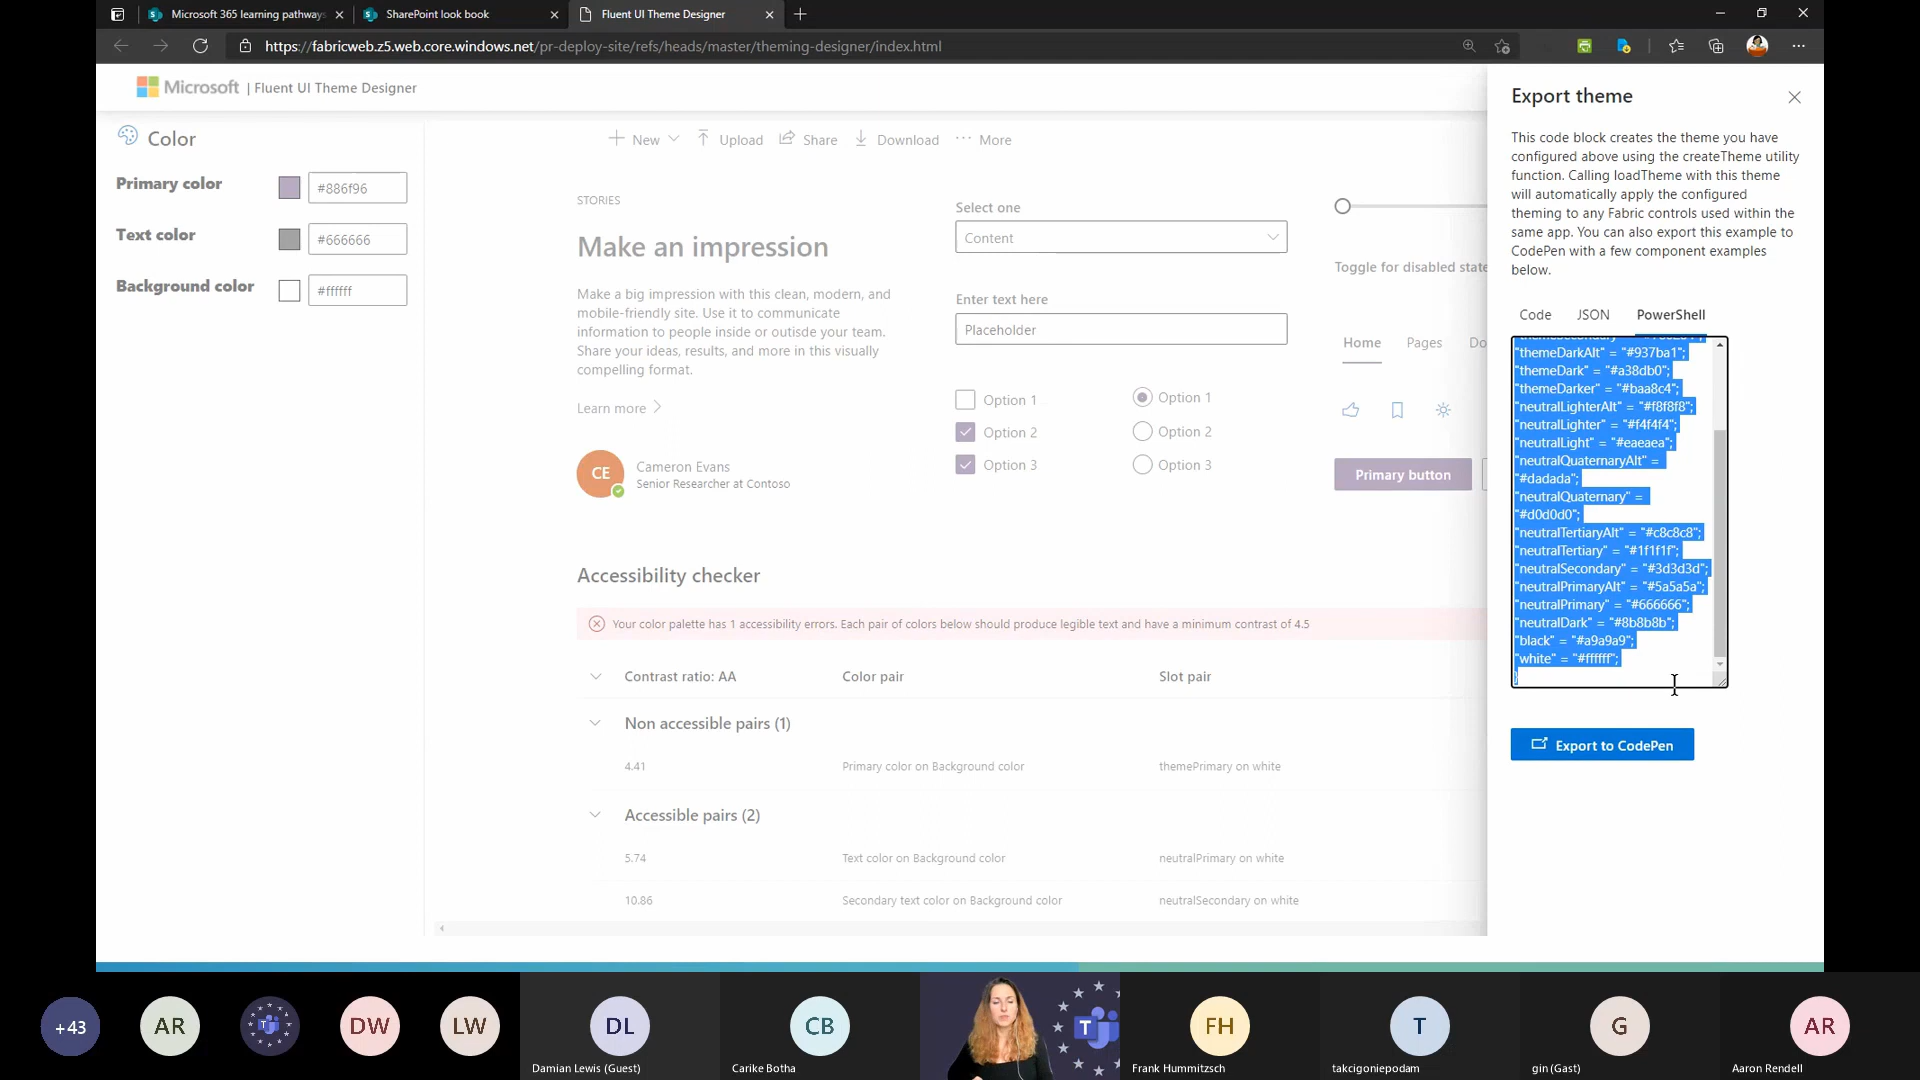 Microsoft 365 learning pathways
SharePoint look book
Fluent UI Theme Designer
https://fabricweb.z5.web.core.windows.net/pr-deploy-site/refs/heads/master/theming-designer/index.html
Microsoft | Fluent UI Theme Designer
Color
Primary color
#886f96
Text color
#666666
Background color
#ffffff
New
Upload
Share
Download
More
STORIES
Make an impression
Make a big impression with this clean, modern, and
mobile-friendly site. Use it to communicate
information to people inside or outisde your team.
Share your ideas, results, and more in this visually
compelling format.
Learn more
CE
Cameron Evans
Senior Researcher at Contoso
Select one
Content
Enter text here
Placeholder
Option 1
Option 2
Option 3
Option 1
Option 2
Option 3
Toggle for disabled state
Home
Pages
Do
Primary button
Accessibility checker
Your color palette has 1 accessibility errors. Each pair of colors below should produce legible text and have a minimum contrast of 4.5
Contrast ratio: AA
Color pair
Slot pair
Non accessible pairs (1)
4.41
Primary color on Background color
themePrimary on white
Accessible pairs (2)
5.74
Text color on Background color
neutralPrimary on white
10.86
Secondary text color on Background color
neutralSecondary on white
Export theme
This code block creates the theme you have
configured above using the createTheme utility
function. Calling loadTheme with this theme
will automatically apply the configured
theming to any Fabric controls used within the
same app. You can also export this example to
CodePen with a few component examples
below.
Code
JSON
PowerShell
"themeDarkAlt" = "#937ba1";
"themeDark" = "#a38db0";
"themeDarker" = "#baa8c4";
"neutralLighterAlt" = "#f8f8f8";
"neutralLighter" = "#f4f4f4";
"neutralLight" = "#eaeaea";
"neutralQuaternaryAlt" =
"#dadada";
"neutralQuaternary" =
"#d0d0d0";
"neutralTertiaryAlt" = "#c8c8c8";
"neutralTertiary" = "#1f1f1f";
"neutralSecondary" = "#3d3d3d";
"neutralPrimaryAlt" = "#5a5a5a";
"neutralPrimary" = "#666666";
"neutralDark" = "#8b8b8b";
"black" = "#a9a9a9";
"white" = "#ffffff";
}
Export to CodePen
+43
AR
DW
LW
DL
Damian Lewis (Guest)
CB
Carike Botha
T
FH
Frank Hummitzsch
T
takcigoniepodam
G
gin (Gast)
AR
Aaron Rendell